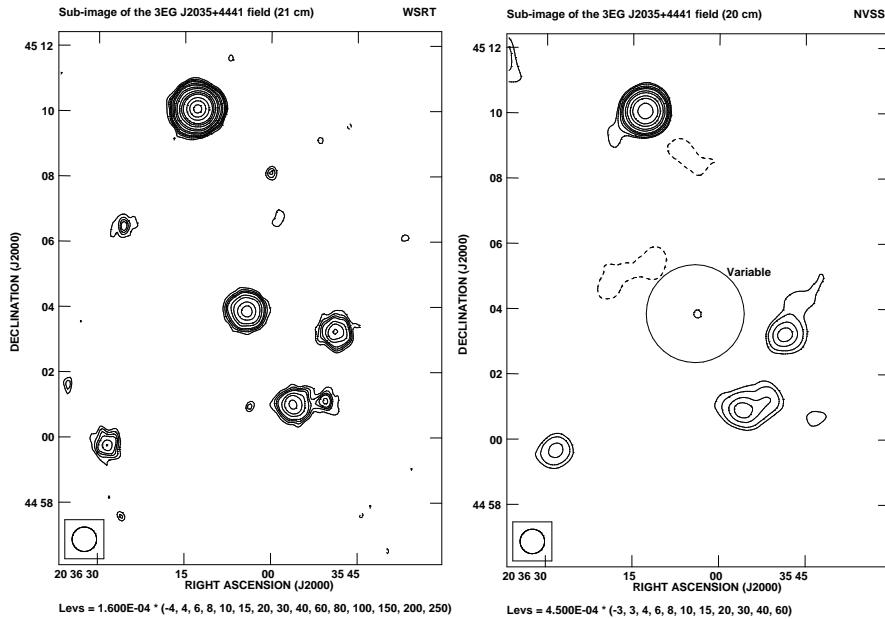 Sub-image of the 3EG J2035+4441 field (21 cm) WSRT
45 12
10
08
06
04
02
00
44 58
DECLINATION (J2000)
20 36 30 15 00 35 45
RIGHT ASCENSION (J2000)
Levs = 1.600E-04 * (-4, 4, 6, 8, 10, 15, 20, 30, 40, 60, 80, 100, 150, 200, 250)
Sub-image of the 3EG J2035+4441 field (20 cm) NVSS
45 12
10
08
06
04
02
00
44 58
DECLINATION (J2000)
Variable
20 36 30 15 00 35 45
RIGHT ASCENSION (J2000)
Levs = 4.500E-04 * (-3, 3, 4, 6, 8, 10, 15, 20, 30, 40, 60)